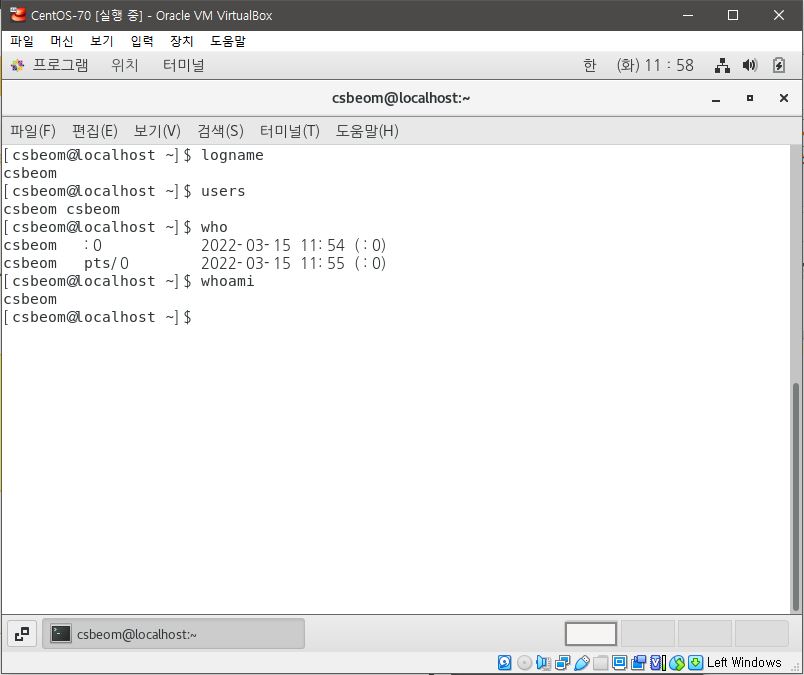 CentOS-70 [실행 중] - Oracle VM VirtualBox
파일 머신 보기 입력 장치 도움말
프로그램 위치 터미널 한 (화) 11 : 58
csbeom@localhost:~
파일(F) 편집(E) 보기(V) 검색(S) 터미널(T) 도움말(H)
[csbeom@localhost ~]$ logname
csbeom
[csbeom@localhost ~]$ users
csbeom csbeom
[csbeom@localhost ~]$ who
csbeom :0 2022-03-15 11:54 (:0)
csbeom pts/0 2022-03-15 11:55 (:0)
[csbeom@localhost ~]$ whoami
csbeom
[csbeom@localhost ~]$
csbeom@localhost:~
Left Windows